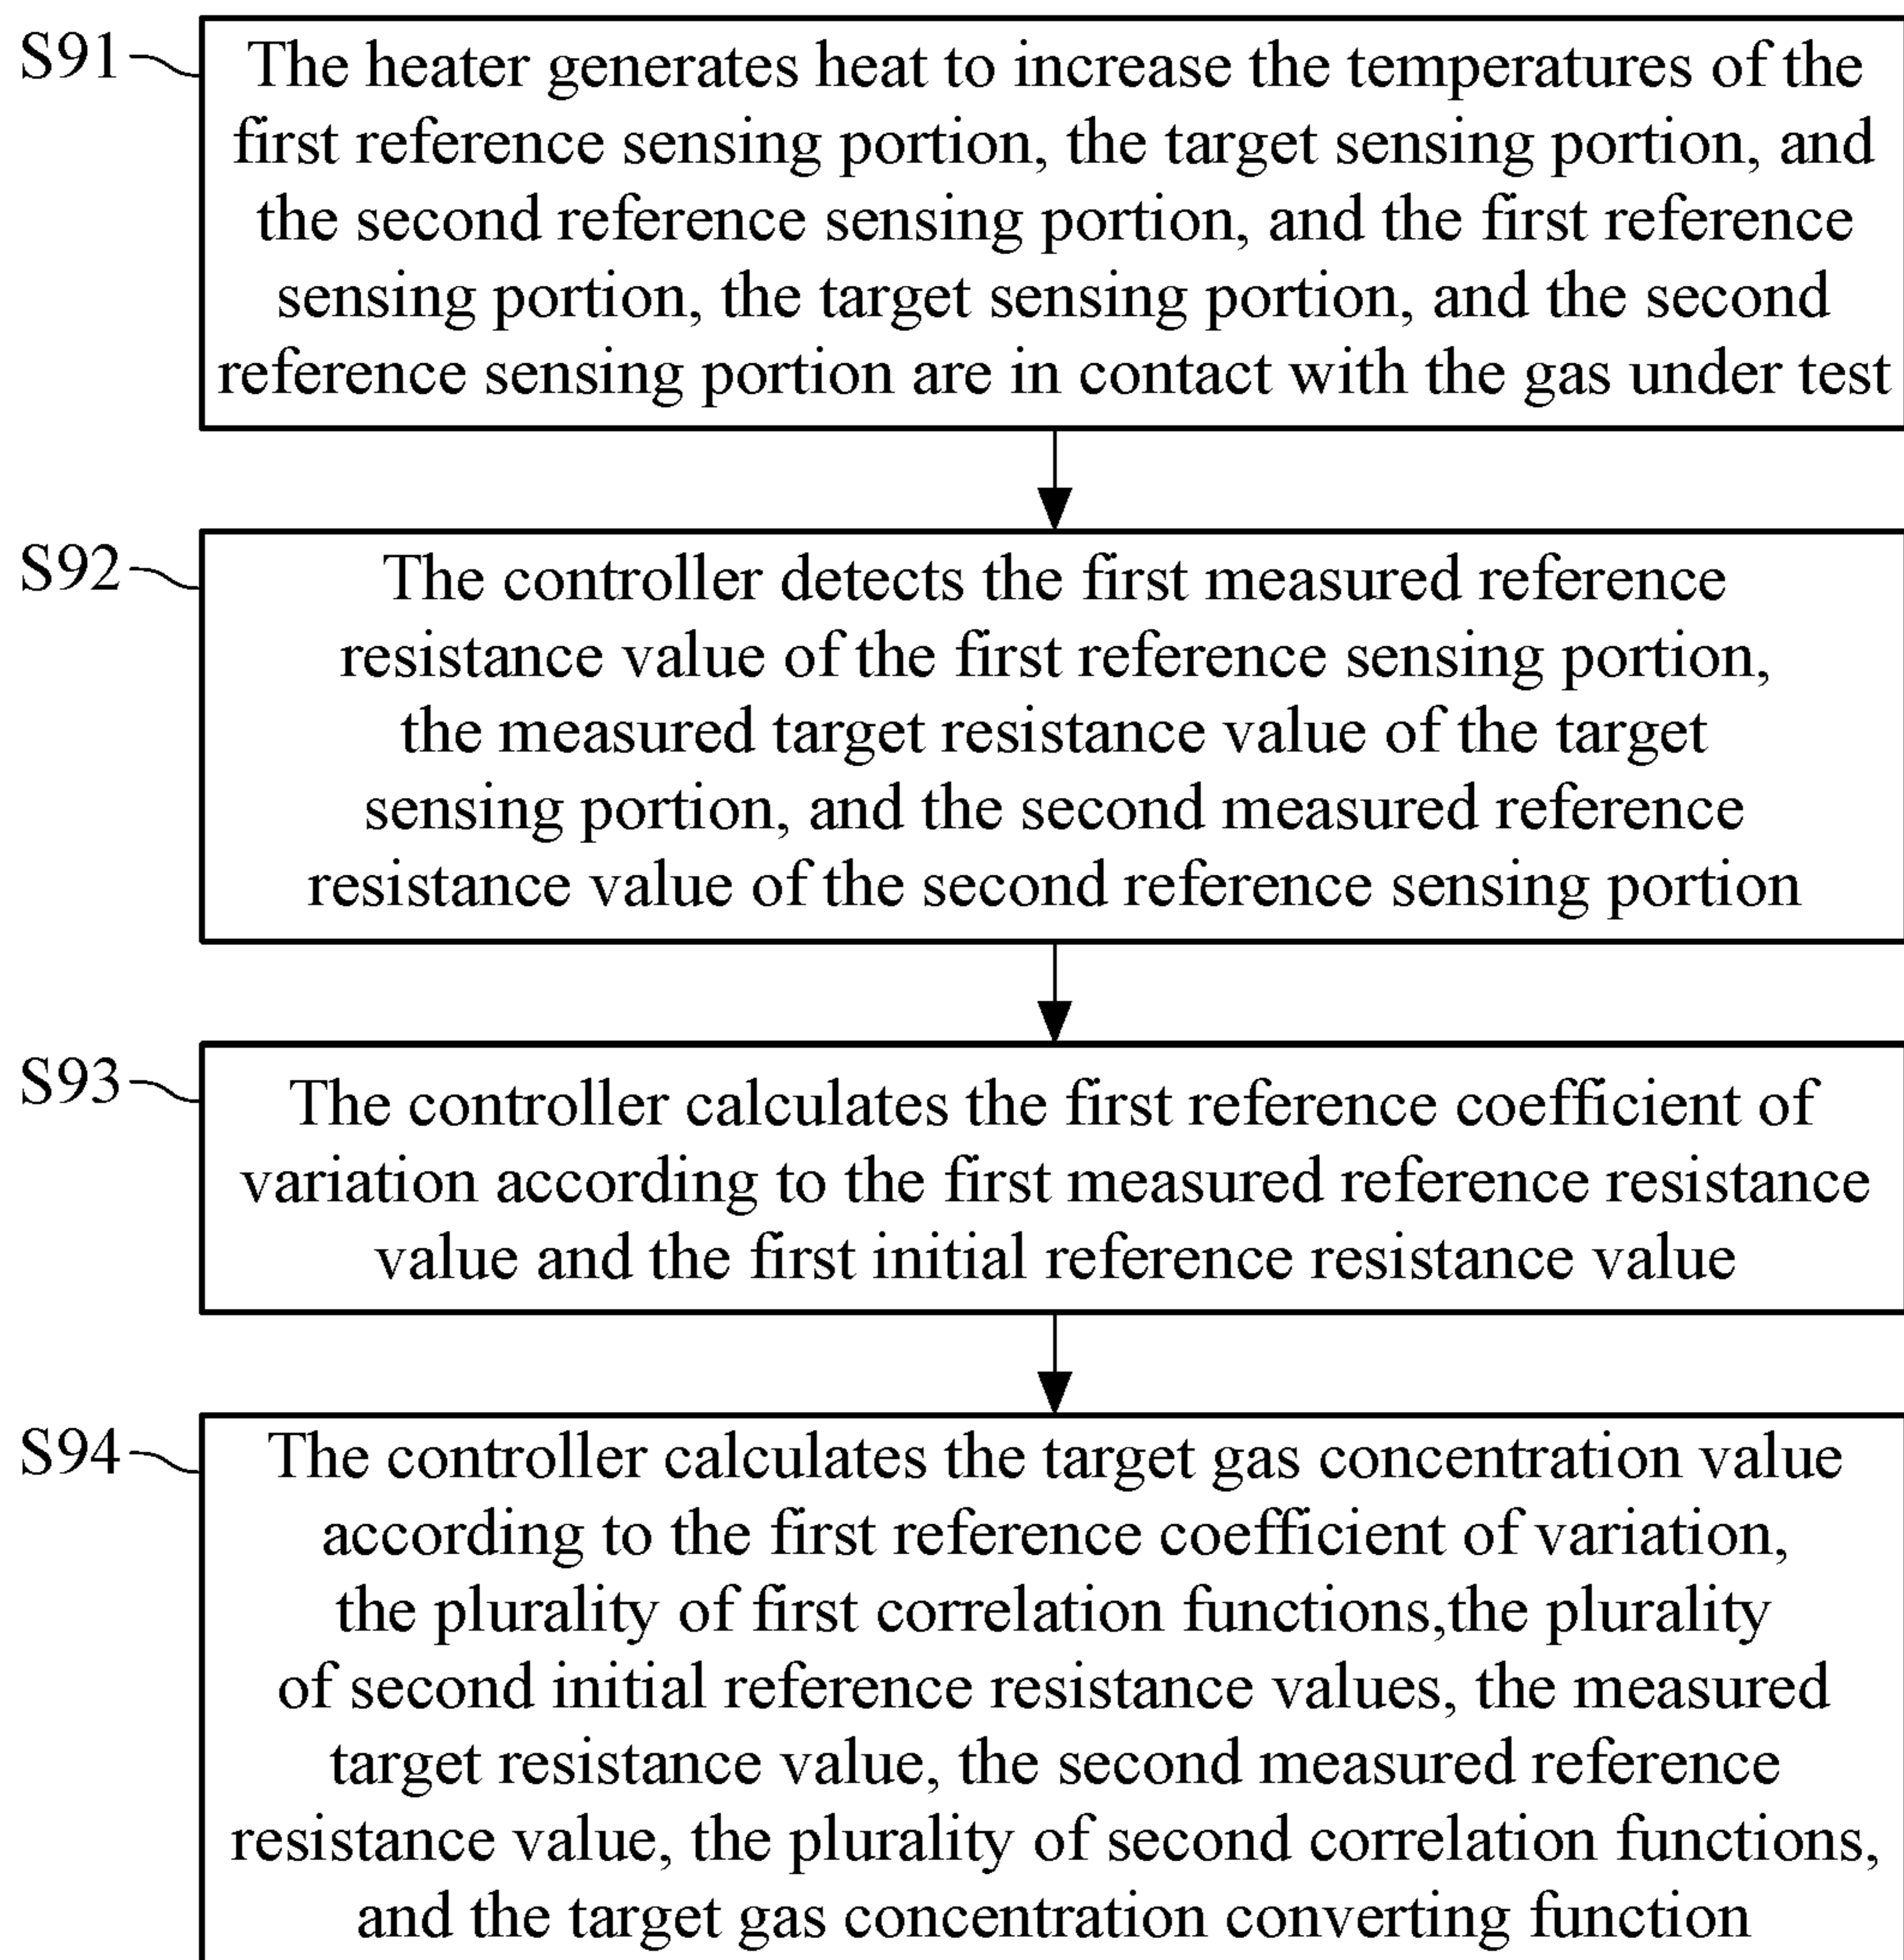 S91
The heater generates heat to increase the temperatures of the
first reference sensing portion, the target sensing portion, and
the second reference sensing portion, and the first reference
sensing portion, the target sensing portion, and the second
reference sensing portion are in contact with the gas under test
S92
The controller detects the first measured reference
resistance value of the first reference sensing portion,
the measured target resistance value of the target
sensing portion, and the second measured reference
resistance value of the second reference sensing portion
S93
The controller calculates the first reference coefficient of
variation according to the first measured reference resistance
value and the first initial reference resistance value
S94
The controller calculates the target gas concentration value
according to the first reference coefficient of variation,
the plurality of first correlation functions,the plurality
of second initial reference resistance values, the measured
target resistance value, the second measured reference
resistance value, the plurality of second correlation functions,
and the target gas concentration converting function